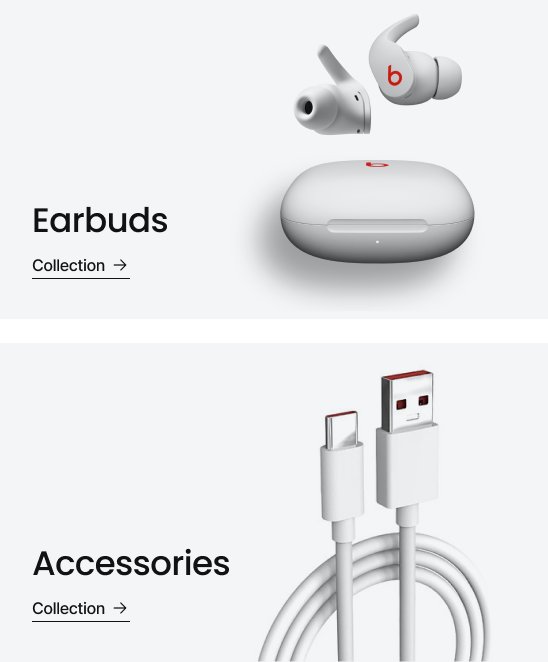 b
Earbuds
Collection →
Accessories
Collection →